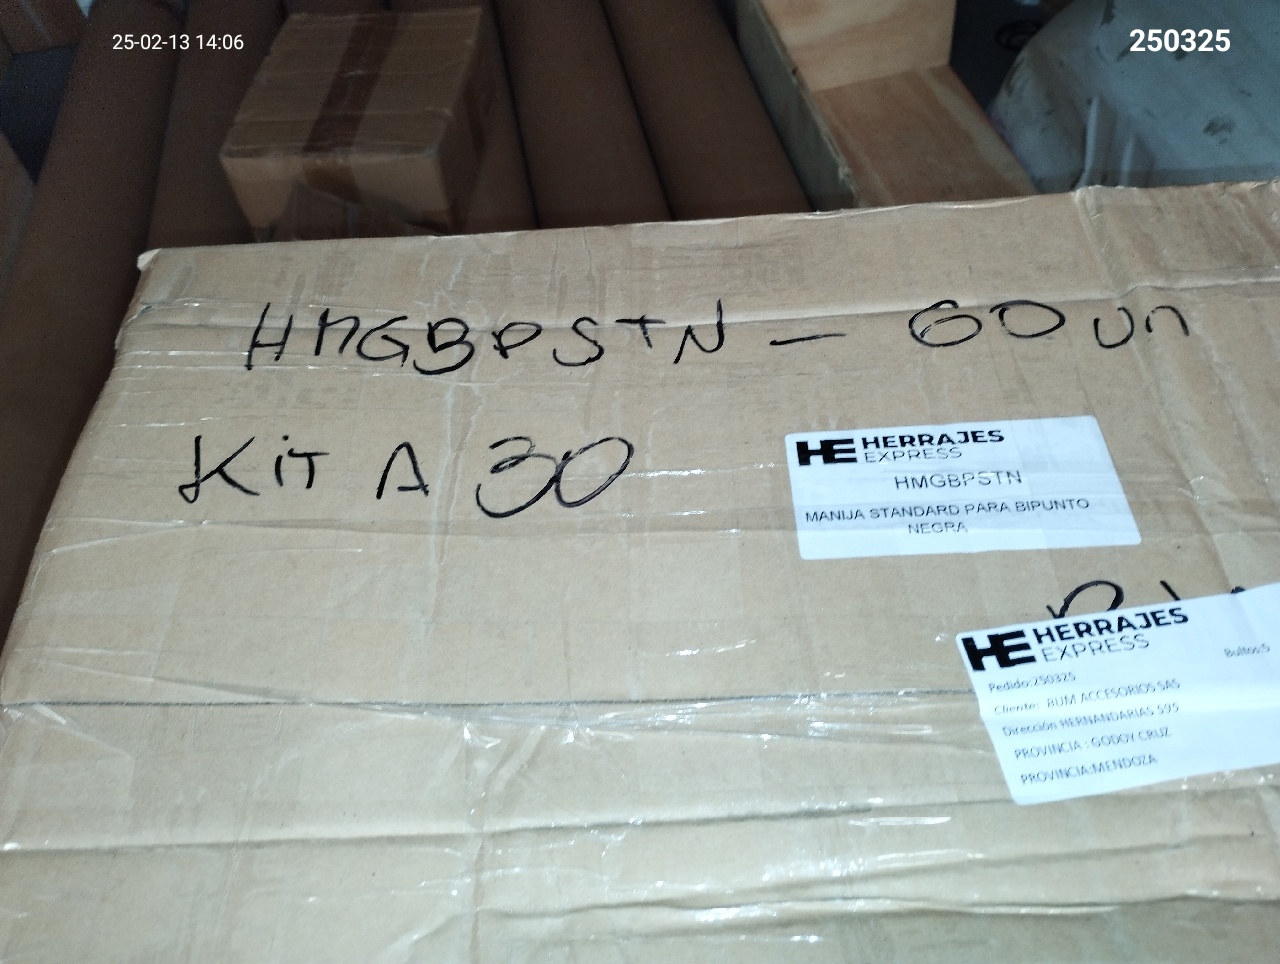 25-02-13 14:06
250325
HMGBPSTN - 60 un
KiT A 30
HE HERRAJES
EXPRESS
HMGBPSTN
MANIJA STANDARD PARA BIPUNTO
NEGRA
HE HERRAJES
EXPRESS
Bultos:5
Pedido:250325
Cliente: BUM ACCESORIOS SAS
Dirección HERNANDARIAS 595
PROVINCIA : GODOY CRUZ
PROVINCIA:MENDOZA